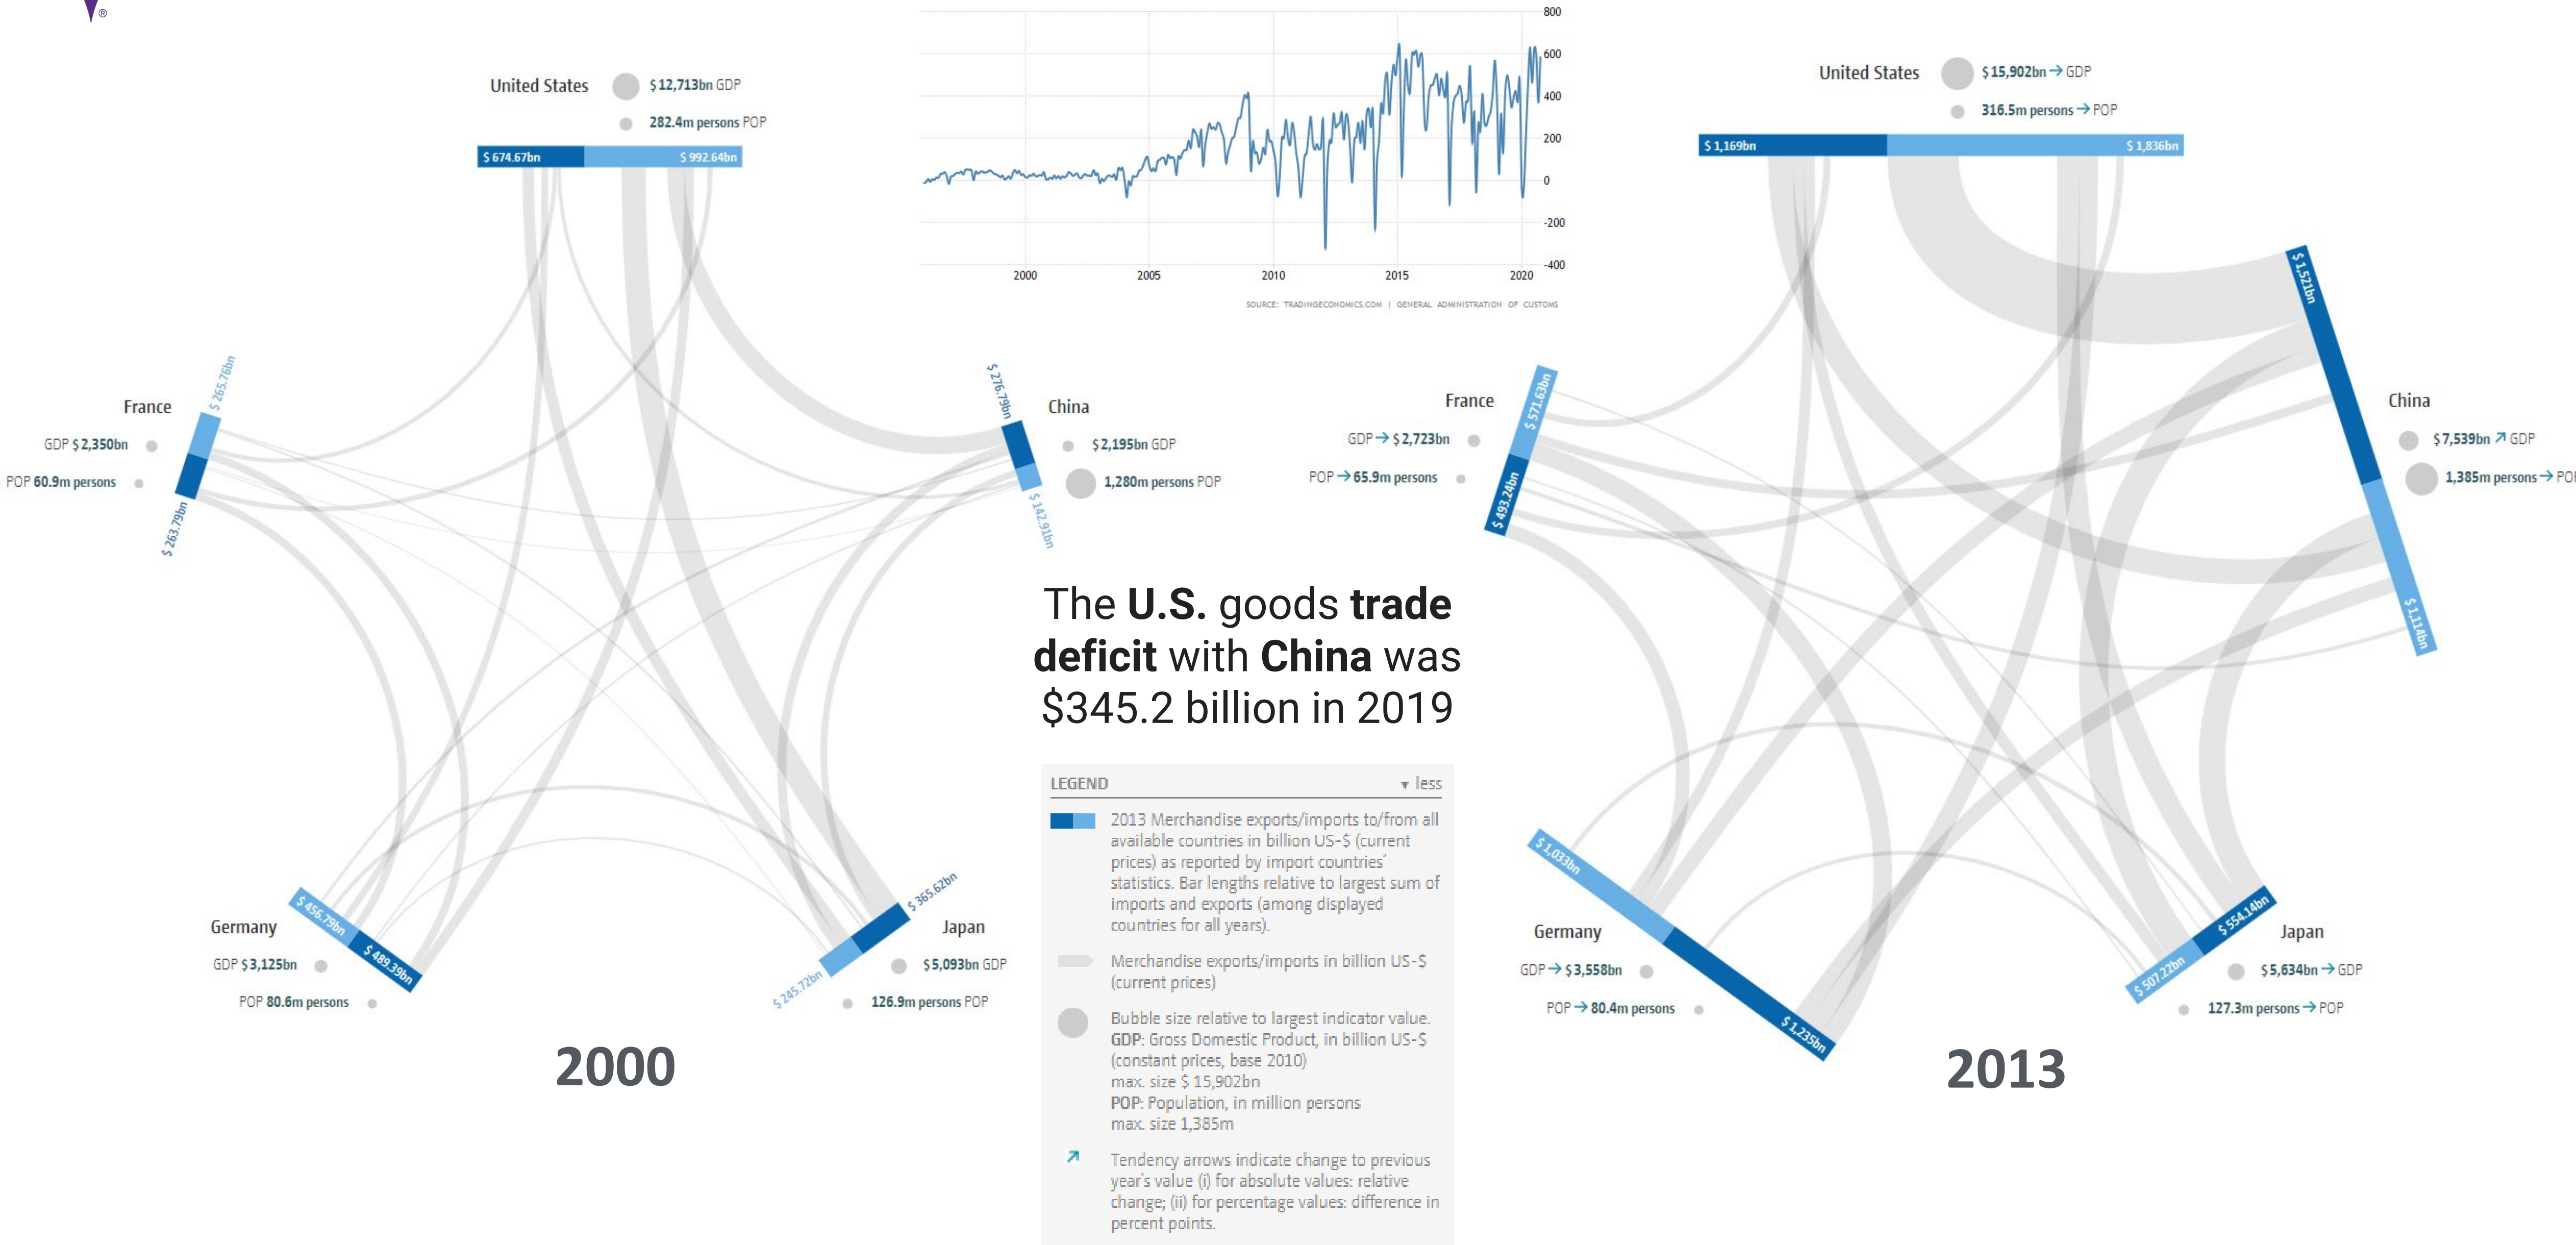 ®
United States
$ 12,713bn GDP
282.4m persons POP
$ 674.67bn
$ 992.64bn
France
GDP $ 2,350bn
POP 60.9m persons
$ 265.76bn
$ 263.79bn
$ 276.79bn
$ 142.91bn
China
$ 2,195bn GDP
1,280m persons POP
Germany
GDP $ 3,125bn
POP 80.6m persons
$ 456.79bn
$ 489.39bn
$ 365.62bn
$ 245.72bn
Japan
$ 5,093bn GDP
126.9m persons POP
2000
800
600
400
200
0
-200
-400
2000
2005
2010
2015
2020
SOURCE: TRADINGECONOMICS.COM | GENERAL ADMINISTRATION OF CUSTOMS
The U.S. goods trade
deficit with China was
$345.2 billion in 2019
LEGEND
▾ less
2013 Merchandise exports/imports to/from all
available countries in billion US-$ (current
prices) as reported by import countries'
statistics. Bar lengths relative to largest sum of
imports and exports (among displayed
countries for all years).
Merchandise exports/imports in billion US-$
(current prices)
Bubble size relative to largest indicator value.
GDP: Gross Domestic Product, in billion US-$
(constant prices, base 2010)
max. size $ 15,902bn
POP: Population, in million persons
max. size 1,385m
Tendency arrows indicate change to previous
year's value (i) for absolute values: relative
change; (ii) for percentage values: difference in
percent points.
United States
$ 15,902bn → GDP
316.5m persons → POP
$ 1,169bn
$ 1,836bn
France
GDP → $ 2,723bn
POP → 65.9m persons
$ 571.63bn
$ 493.24bn
$ 1,521bn
$ 1,114bn
China
$ 7,539bn ↗ GDP
1,385m persons → PO
$ 1,033bn
$ 1,235bn
Germany
GDP → $ 3,558bn
POP → 80.4m persons
$ 554.14bn
$ 507.22bn
Japan
$ 5,634bn → GDP
127.3m persons → POP
2013